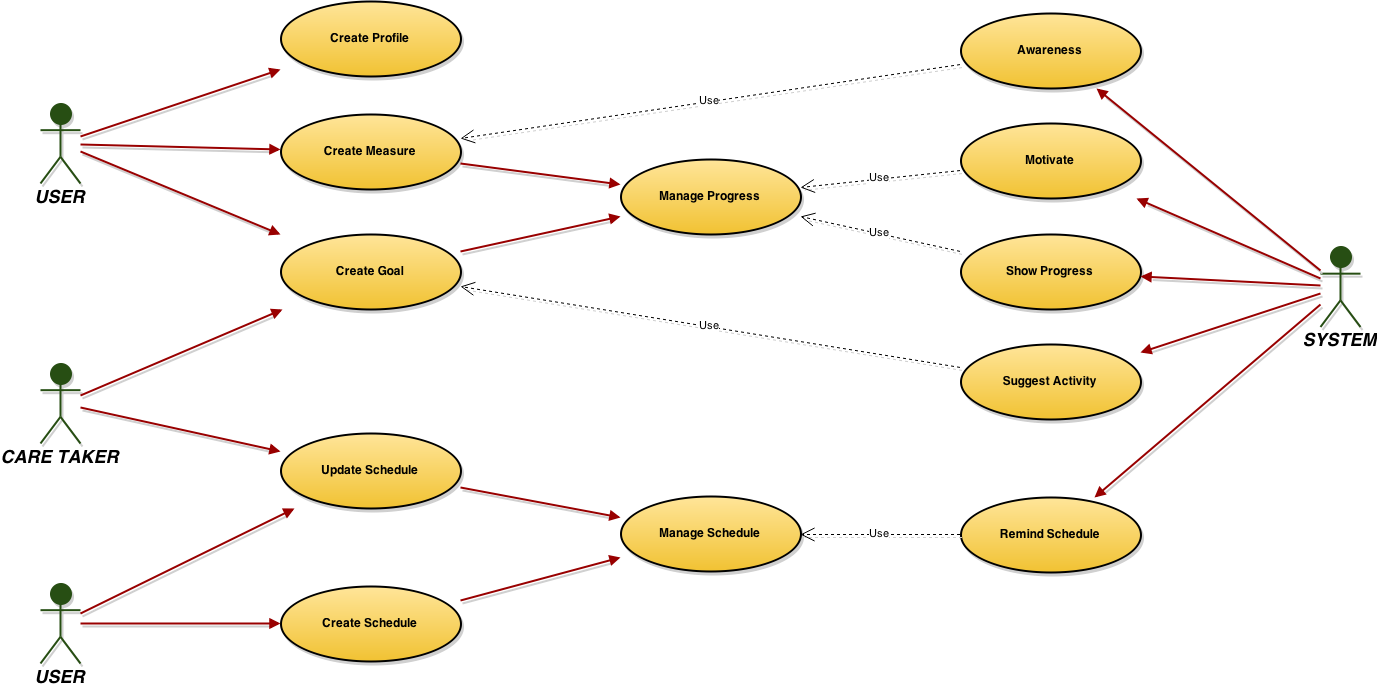 Create Profile
Awareness
Use
Create Measure
Motivate
Use
Manage Progress
USER
Use
Create Goal
Show Progress
Use
SYSTEM
Suggest Activity
CARE TAKER
Update Schedule
Manage Schedule
Use
Remind Schedule
Create Schedule
USER